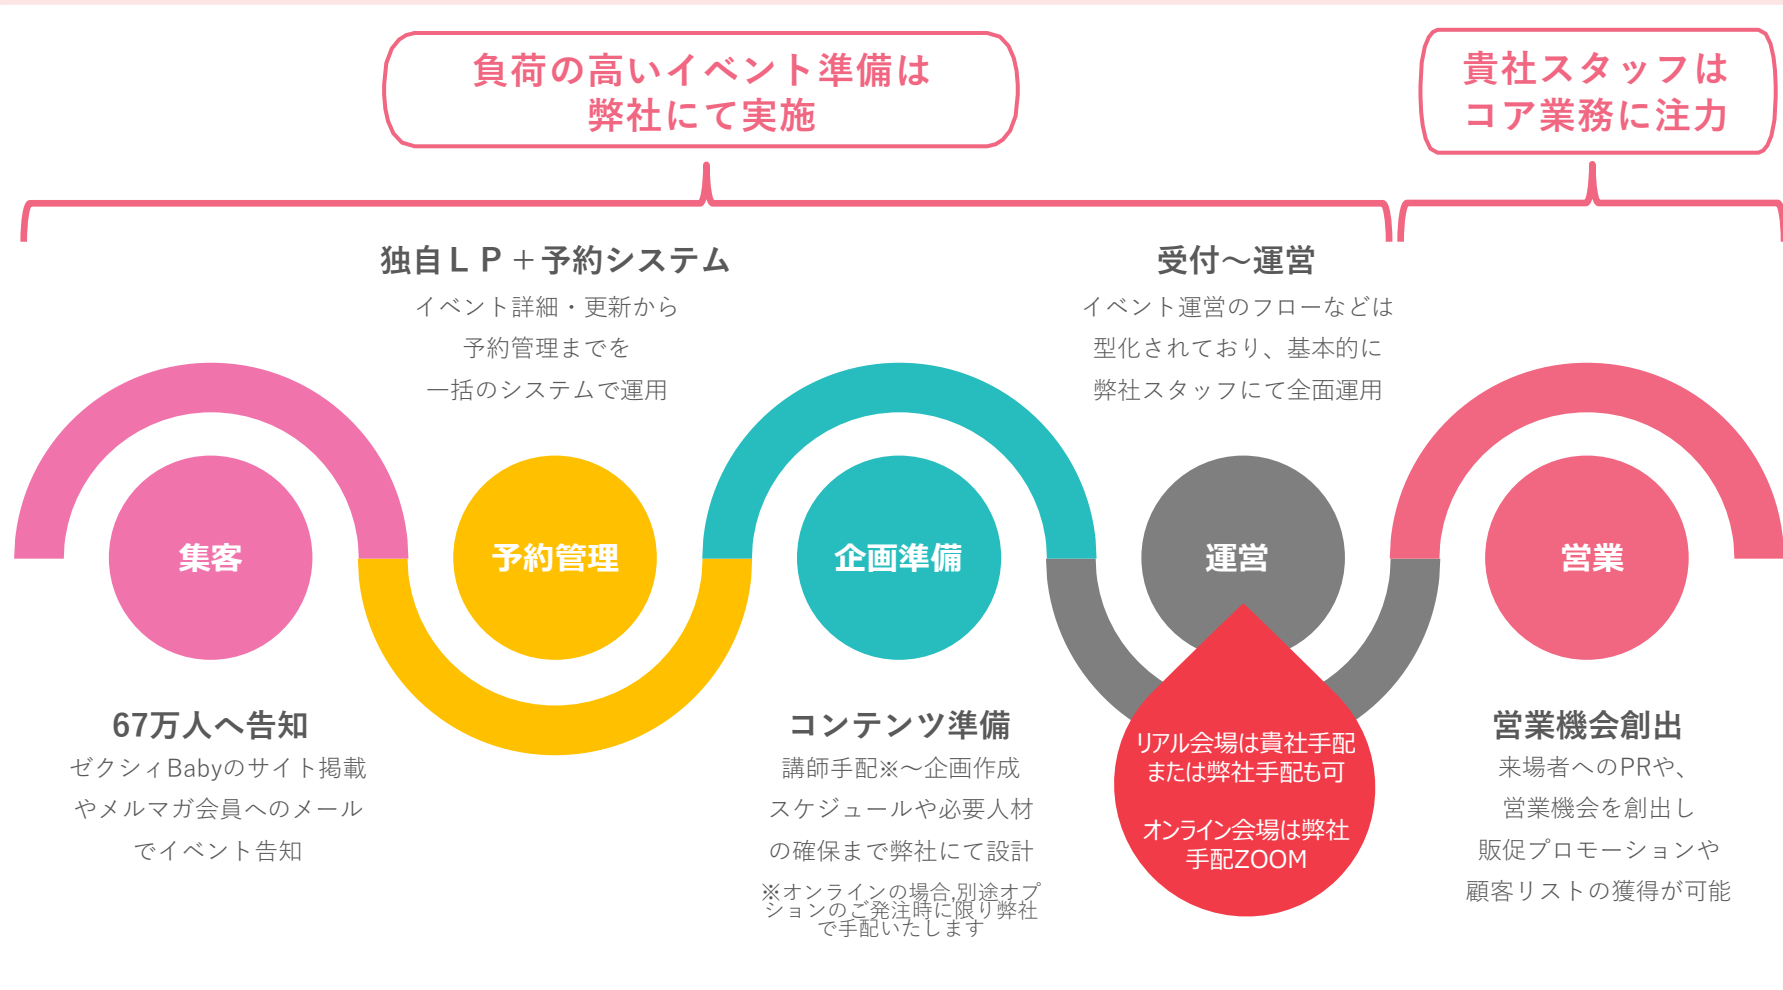 負荷の高いイベント準備は
弊社にて実施
貴社スタッフは
コア業務に注力
独自ＬＰ＋予約システム
イベント詳細・更新から
予約管理までを
一括のシステムで運用
受付～運営
イベント運営のフローなどは
型化されており、基本的に
弊社スタッフにて全面運用
集客
予約管理
企画準備
運営
営業
67万人へ告知
ゼクシィBabyのサイト掲載
やメルマガ会員へのメール
でイベント告知
コンテンツ準備
講師手配※～企画作成
スケジュールや必要人材
の確保まで弊社にて設計
※オンラインの場合,別途オプ
ションのご発注時に限り弊社
で手配いたします
リアル会場は貴社手配
または弊社手配も可
オンライン会場は弊社
手配ZOOM
営業機会創出
来場者へのPRや、
営業機会を創出し
販促プロモーションや
顧客リストの獲得が可能